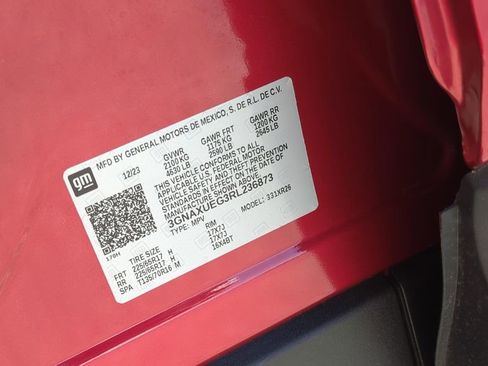 gm
MFD BY GENERAL MOTORS DE MEXICO, S. DE R.L. DE C.V.
12/23 GVWR GAWR FRT GAWR RR
2100 KG 1175 KG 1200 KG
4630 LB 2590 LB 2645 LB
THIS VEHICLE CONFORMS TO ALL
APPLICABLE U.S. FEDERAL MOTOR
VEHICLE SAFETY AND THEFT PREVENTION
STANDARDS IN EFFECT ON THE DATE OF
MANUFACTURE SHOWN ABOVE.
3GNAXUEG3RL236873
TYPE: MPV MODEL: 331XR26
170H
TIRE SIZE RIM
FRT 225/65R17 H 17X7J
RR 225/65R17 H 17X7J
SPA T135/70R16 M 16X4BT